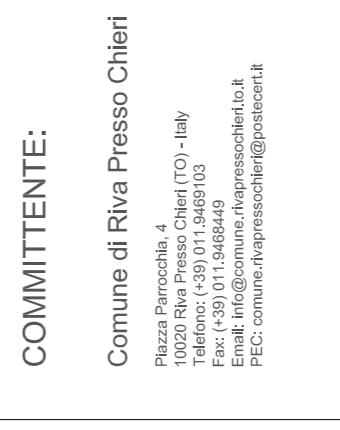 COMMITTENTE:
Comune di Riva Presso Chieri
Piazza Parrocchia, 4
10020 Riva Presso Chieri (TO) - Italy
Telefono: (+39) 011.9469103
Fax: (+39) 011.9468449
Email: info@comune.rivapressochieri.to.it
PEC: comune.rivapressochieri@postecert.it